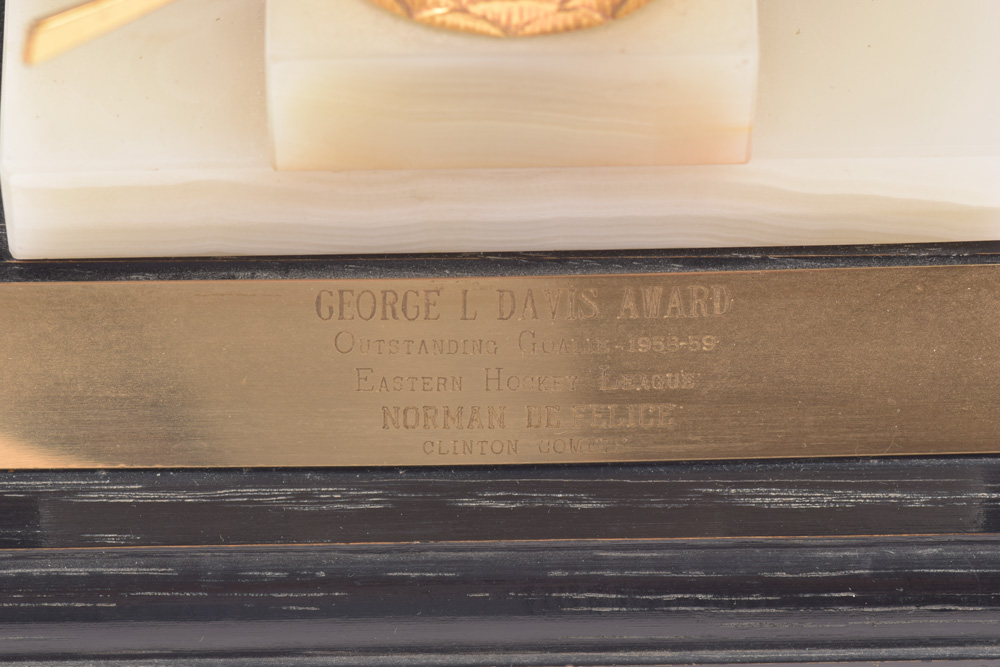 GEORGE L DAVIS AWARD
OUTSTANDING GOALIE-1958-59
EASTERN HOCKEY LEAGUE
NORMAN DE FELICE
CLINTON COMETS